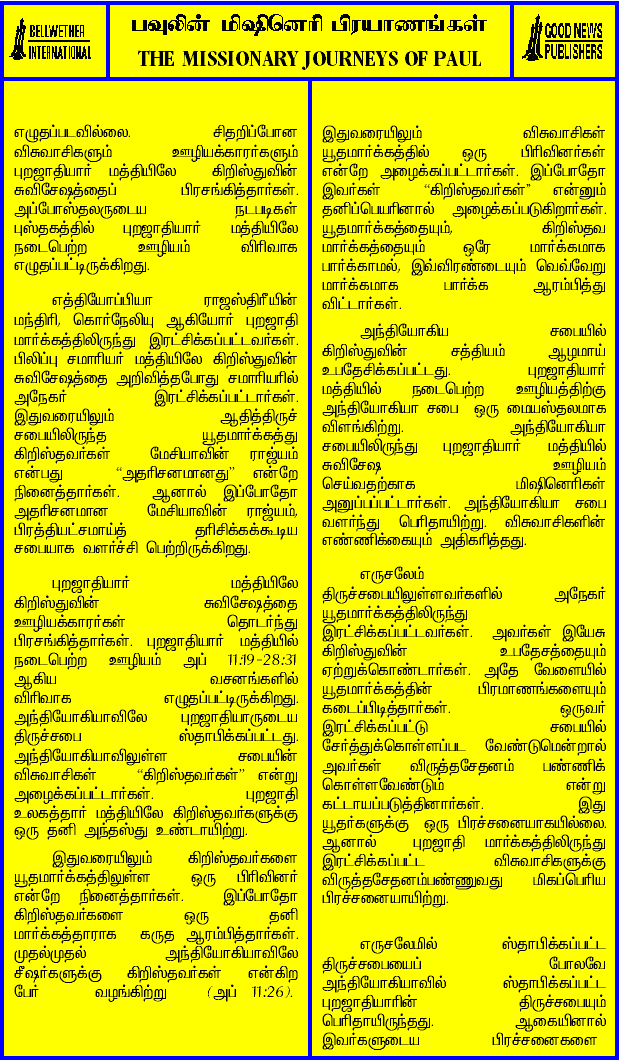 BELLWETHER
INTERNATIONAL
பவுலின் மிஷினெரி பிரயாணங்கள்
THE MISSIONARY JOURNEYS OF PAUL
GOOD NEWS
PUBLISHERS
எழுதப்படவில்லை. சிதறிப்போன
விசுவாசிகளும் ஊழியக்காரர்களும்
புறஜாதியார் மத்தியிலே கிறிஸ்துவின்
சுவிசேஷத்தைப் பிரசங்கித்தார்கள்.
அப்போஸ்தலருடைய நடபடிகள்
புஸ்தகத்தில் புறஜாதியார் மத்தியிலே
நடைபெற்ற ஊழியம் விரிவாக
எழுதப்பட்டிருக்கிறது.
எத்தியோப்பியா ராஜஸ்திரீயின்
மந்திரி, கொர்நேலியு ஆகியோர் புறஜாதி
மார்க்கத்திலிருந்து இரட்சிக்கப்பட்டவர்கள்.
பிலிப்பு சமாரியர் மத்தியிலே கிறிஸ்துவின்
சுவிசேஷத்தை அறிவித்தபோது சமாரியரில்
அநேகர் இரட்சிக்கப்பட்டார்கள்.
இதுவரையிலும் ஆதித்திருச்
சபையிலிருந்த யூதமார்க்கத்து
கிறிஸ்தவர்கள் மேசியாவின் ராஜ்யம்
என்பது “அதரிசனமானது” என்றே
நினைத்தார்கள். ஆனால் இப்போதோ
அதரிசனமான மேசியாவின் ராஜ்யம்,
பிரத்தியட்சமாய்த் தரிசிக்கக்கூடிய
சபையாக வளர்ச்சி பெற்றிருக்கிறது.
புறஜாதியார் மத்தியிலே
கிறிஸ்துவின் சுவிசேஷத்தை
ஊழியக்காரர்கள் தொடர்ந்து
பிரசங்கித்தார்கள். புறஜாதியார் மத்தியில்
நடைபெற்ற ஊழியம் அப் 11:19-28:31
ஆகிய வசனங்களில்
விரிவாக எழுதப்பட்டிருக்கிறது.
அந்தியோகியாவிலே புறஜாதியாருடைய
திருச்சபை ஸ்தாபிக்கப்பட்டது.
அந்தியோகியாவிலுள்ள சபையின்
விசுவாசிகள் “கிறிஸ்தவர்கள்” என்று
அழைக்கப்பட்டார்கள். புறஜாதி
உலகத்தார் மத்தியிலே கிறிஸ்தவர்களுக்கு
ஒரு தனி அந்தஸ்து உண்டாயிற்று.
இதுவரையிலும் கிறிஸ்தவர்களை
யூதமார்க்கத்திலுள்ள ஒரு பிரிவினர்
என்றே நினைத்தார்கள். இப்போதோ
கிறிஸ்தவர்களை ஒரு தனி
மார்க்கத்தாராக கருத ஆரம்பித்தார்கள்.
முதல்முதல் அந்தியோகியாவிலே
சீஷர்களுக்கு கிறிஸ்தவர்கள் என்கிற
பேர் வழங்கிற்று (அப் 11:26).
இதுவரையிலும் விசுவாசிகள்
யூதமார்க்கத்தில் ஒரு பிரிவினர்கள்
என்றே அழைக்கப்பட்டார்கள். இப்போதோ
இவர்கள் “கிறிஸ்தவர்கள்” என்னும்
தனிப்பெயரினால் அழைக்கப்படுகிறார்கள்.
யூதமார்க்கத்தையும், கிறிஸ்தவ
மார்க்கத்தையும் ஒரே மார்க்கமாக
பார்க்காமல், இவ்விரண்டையும் வெவ்வேறு
மார்க்கமாக பார்க்க ஆரம்பித்து
விட்டார்கள்.
அந்தியோகிய சபையில்
கிறிஸ்துவின் சத்தியம் ஆழமாய்
உபதேசிக்கப்பட்டது. புறஜாதியார்
மத்தியில் நடைபெற்ற ஊழியத்திற்கு
அந்தியோகியா சபை ஒரு மையஸ்தலமாக
விளங்கிற்று. அந்தியோகியா
சபையிலிருந்து புறஜாதியார் மத்தியில்
சுவிசேஷ ஊழியம்
செய்வதற்காக மிஷினெரிகள்
அனுப்பப்பட்டார்கள். அந்தியோகியா சபை
வளர்ந்து பெரிதாயிற்று. விசுவாசிகளின்
எண்ணிக்கையும் அதிகரித்தது.
எருசலேம்
திருச்சபையிலுள்ளவர்களில் அநேகர்
யூதமார்க்கத்திலிருந்து
இரட்சிக்கப்பட்டவர்கள். அவர்கள் இயேசு
கிறிஸ்துவின் உபதேசத்தையும்
ஏற்றுக்கொண்டார்கள். அதே வேளையில்
யூதமார்க்கத்தின் பிரமாணங்களையும்
கடைப்பிடித்தார்கள். ஒருவர்
இரட்சிக்கப்பட்டு சபையில்
சேர்த்துக்கொள்ளப்பட வேண்டுமென்றால்
அவர்கள் விருத்தசேதனம் பண்ணிக்
கொள்ளவேண்டும் என்று
கட்டாயப்படுத்தினார்கள். இது
யூதர்களுக்கு ஒரு பிரச்சனையாகயில்லை.
ஆனால் புறஜாதி மார்க்கத்திலிருந்து
இரட்சிக்கப்பட்ட விசுவாசிகளுக்கு
விருத்தசேதனம்பண்ணுவது மிகப்பெரிய
பிரச்சனையாயிற்று.
எருசலேமில் ஸ்தாபிக்கப்பட்ட
திருச்சபையைப் போலவே
அந்தியோகியாவில் ஸ்தாபிக்கப்பட்ட
புறஜாதியாரின் திருச்சபையும்
பெரிதாயிருந்தது. ஆகையினால்
இவர்களுடைய பிரச்சனைகளை